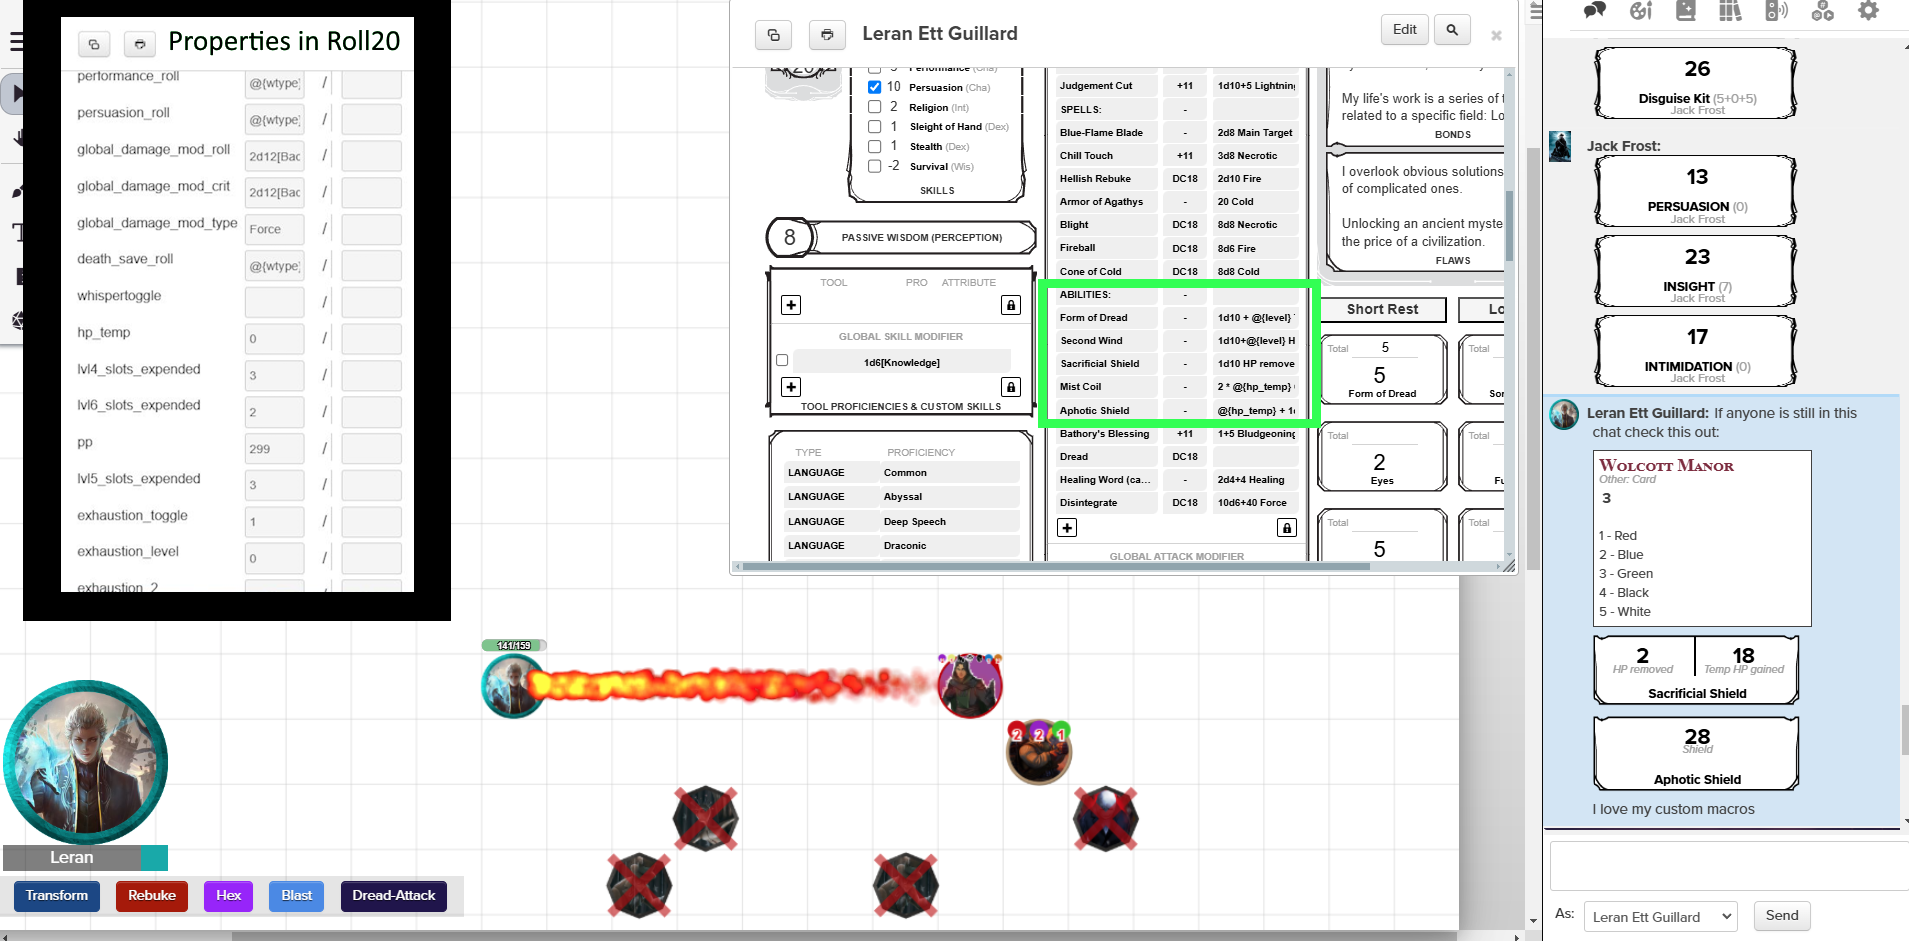 Properties in Roll20
performance_roll @{wtype} /
persuasion_roll @{wtype} /
global_damage_mod_roll 2d12[Bac /
global_damage_mod_crit 2d12[Bac /
global_damage_mod_type Force /
death_save_roll @{wtype} /
whispertoggle /
hp_temp 0 /
lvl4_slots_expended 3 /
lvl6_slots_expended 2 /
pp 299 /
lvl5_slots_expended 3 /
exhaustion_toggle 1 /
exhaustion_level 0 /
exhaustion_2 /
Leran Ett Guillard
Edit
Performance (Cha)
10 Persuasion (Cha)
2 Religion (Int)
1 Sleight of Hand (Dex)
1 Stealth (Dex)
-2 Survival (Wis)
SKILLS
8 PASSIVE WISDOM (PERCEPTION)
TOOL PRO ATTRIBUTE
GLOBAL SKILL MODIFIER
1d6[Knowledge]
TOOL PROFICIENCIES & CUSTOM SKILLS
TYPE PROFICIENCY
LANGUAGE Common
LANGUAGE Abyssal
LANGUAGE Deep Speech
LANGUAGE Draconic
Judgement Cut +11 1d10+5 Lightning
SPELLS: -
Blue-Flame Blade - 2d8 Main Target
Chill Touch +11 3d8 Necrotic
Hellish Rebuke DC18 2d10 Fire
Armor of Agathys - 20 Cold
Blight DC18 8d8 Necrotic
Fireball DC18 8d6 Fire
Cone of Cold DC18 8d8 Cold
ABILITIES: -
Form of Dread - 1d10 + @{level}
Second Wind - 1d10+@{level} H
Sacrificial Shield - 1d10 HP remove
Mist Coil - 2 * @{hp_temp}
Aphotic Shield - @{hp_temp} + 1
Bathory's Blessing +11 1+5 Bludgeoning
Dread DC18
Healing Word (ca... - 2d4+4 Healing
Disintegrate DC18 10d6+40 Force
GLOBAL ATTACK MODIFIER
My life's work is a series of
related to a specific field: Lo
BONDS
I overlook obvious solutions
of complicated ones.
Unlocking an ancient myste
the price of a civilization.
FLAWS
Short Rest
Lo
Total 5
5
Form of Dread
Total
Sor
Total
2
Eyes
Total
Fu
Total
5
Total
26
Disguise Kit (5+0+5)
Jack Frost
Jack Frost:
13
PERSUASION (0)
Jack Frost
23
INSIGHT (7)
Jack Frost
17
INTIMIDATION (0)
Jack Frost
Leran Ett Guillard: If anyone is still in this
chat check this out:
WOLCOTT MANOR
Other: Card
3
1 - Red
2 - Blue
3 - Green
4 - Black
5 - White
2 18
HP removed Temp HP gained
Sacrificial Shield
28
Shield
Aphotic Shield
I love my custom macros
As: Leran Ett Guillard Send
141/159
2 2 1
Leran
Transform Rebuke Hex Blast Dread-Attack